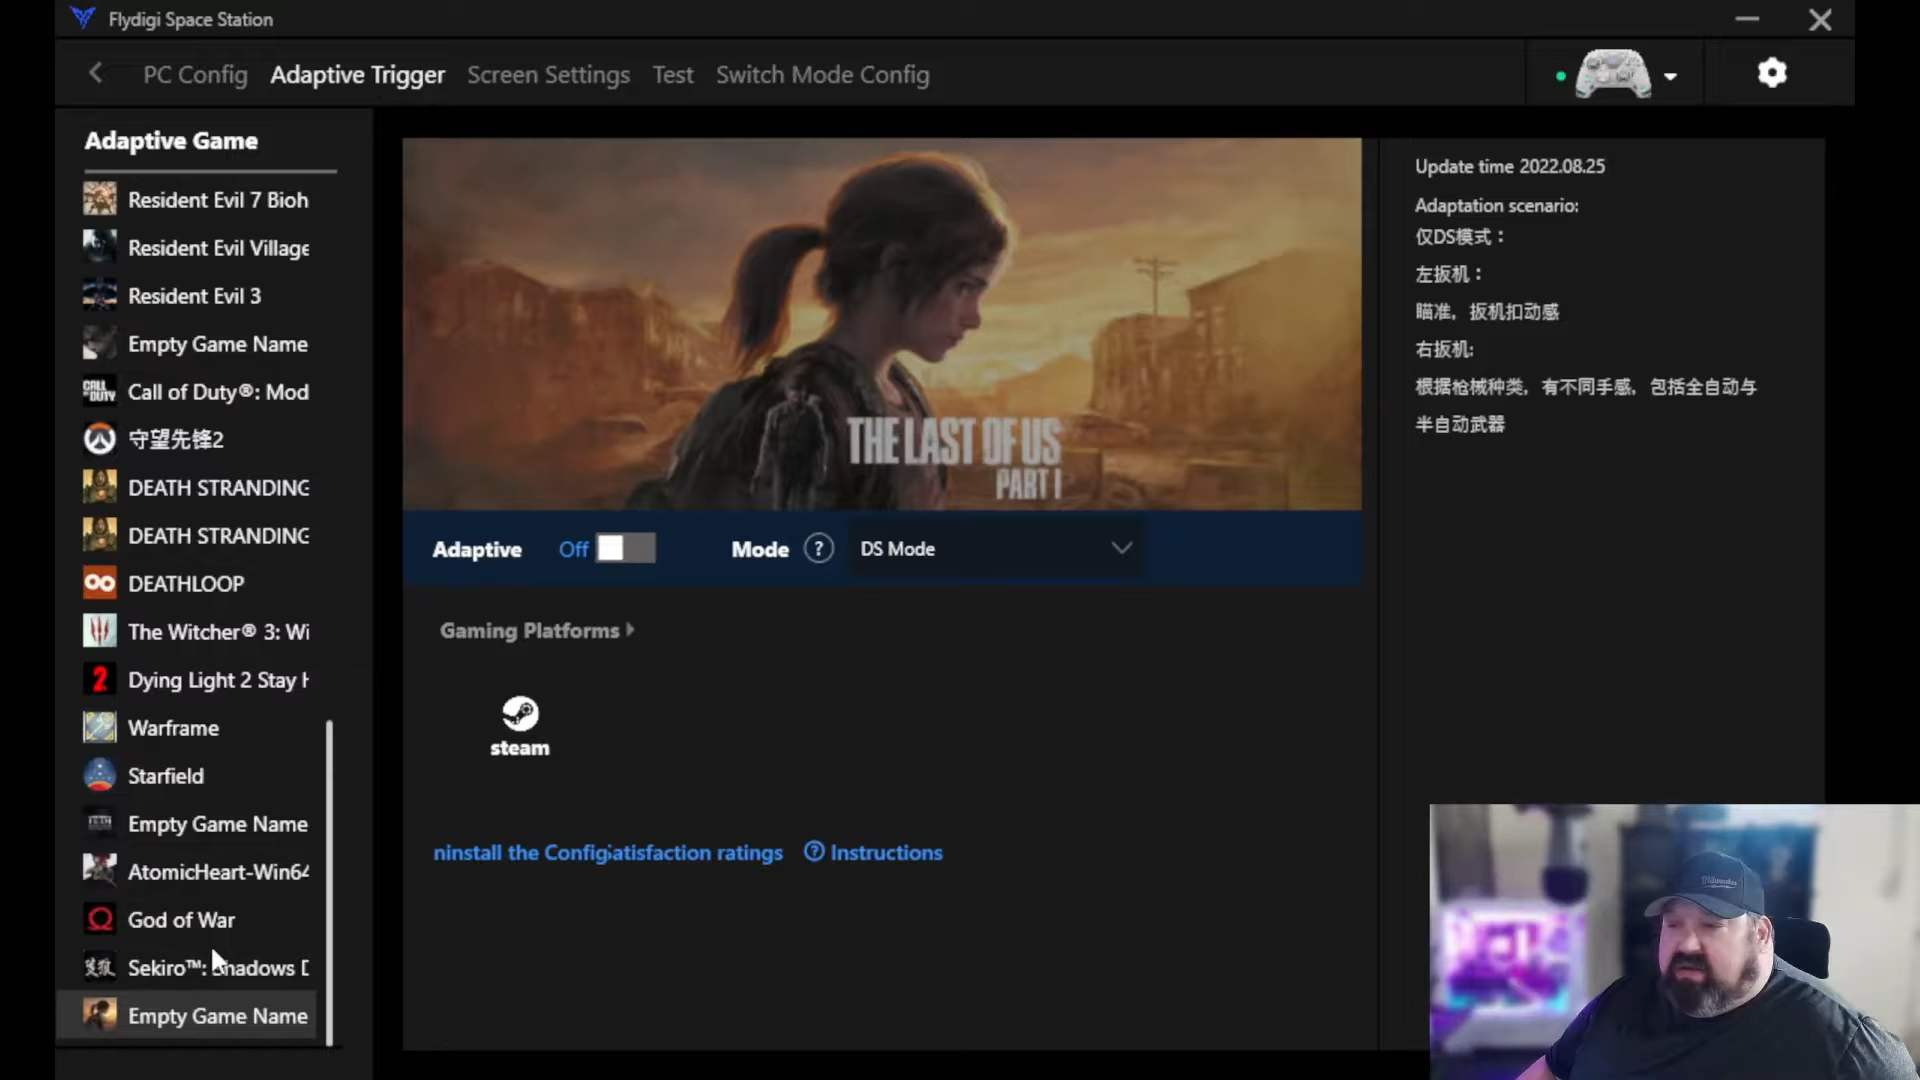 Flydigi Space Station
PC Config
Adaptive Trigger
Screen Settings
Test
Switch Mode Config
Adaptive Game
Resident Evil 7 Bioh
Resident Evil Village
Resident Evil 3
Empty Game Name
CALL OF DUTY
Call of Duty®: Mod
守望先锋2
DEATH STRANDING
DEATH STRANDING
DEATHLOOP
The Witcher® 3: Wi
2
Dying Light 2 Stay H
Warframe
Starfield
Empty Game Name
AtomicHeart-Win64
God of War
Sekiro™: Shadows D
Empty Game Name
THE LAST OF US
PART I
Adaptive
Off
Mode
?
DS Mode
Gaming Platforms
steam
ninstall the Config
atisfaction ratings
? Instructions
Update time 2022.08.25
Adaptation scenario:
仅DS模式：
左扳机：
瞄准，扳机扣动感
右扳机:
根据枪械种类，有不同手感，包括全自动与
半自动武器